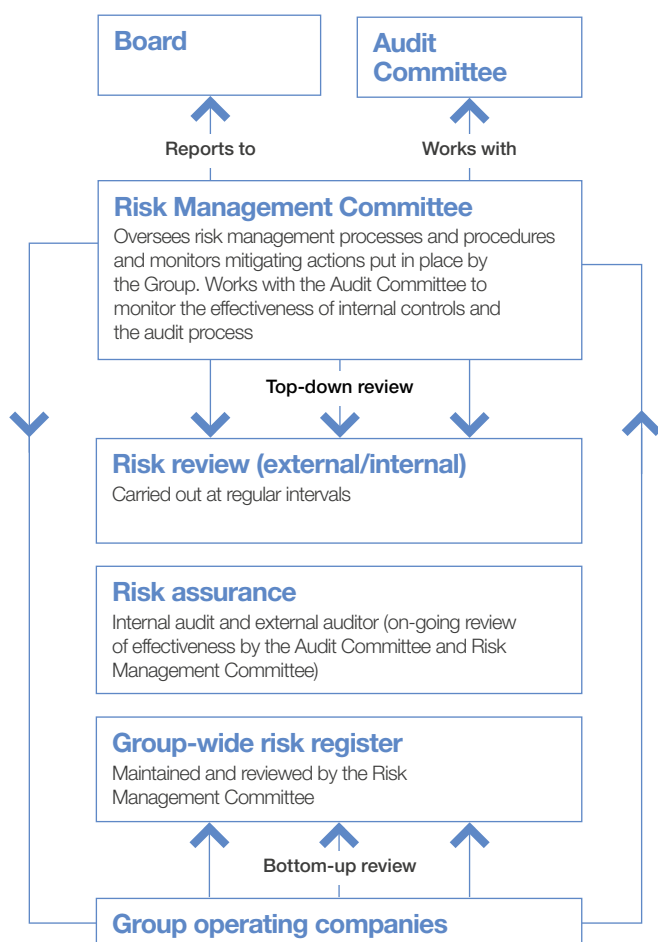 Board
Audit
Committee
Reports to
Works with
Risk Management Committee
Oversees risk management processes and procedures
and monitors mitigating actions put in place by
the Group. Works with the Audit Committee to
monitor the effectiveness of internal controls and
the audit process
Top-down review
Risk review (external/internal)
Carried out at regular intervals
Risk assurance
Internal audit and external auditor (on-going review
of effectiveness by the Audit Committee and Risk
Management Committee)
Group-wide risk register
Maintained and reviewed by the Risk
Management Committee
Bottom-up review
Group operating companies